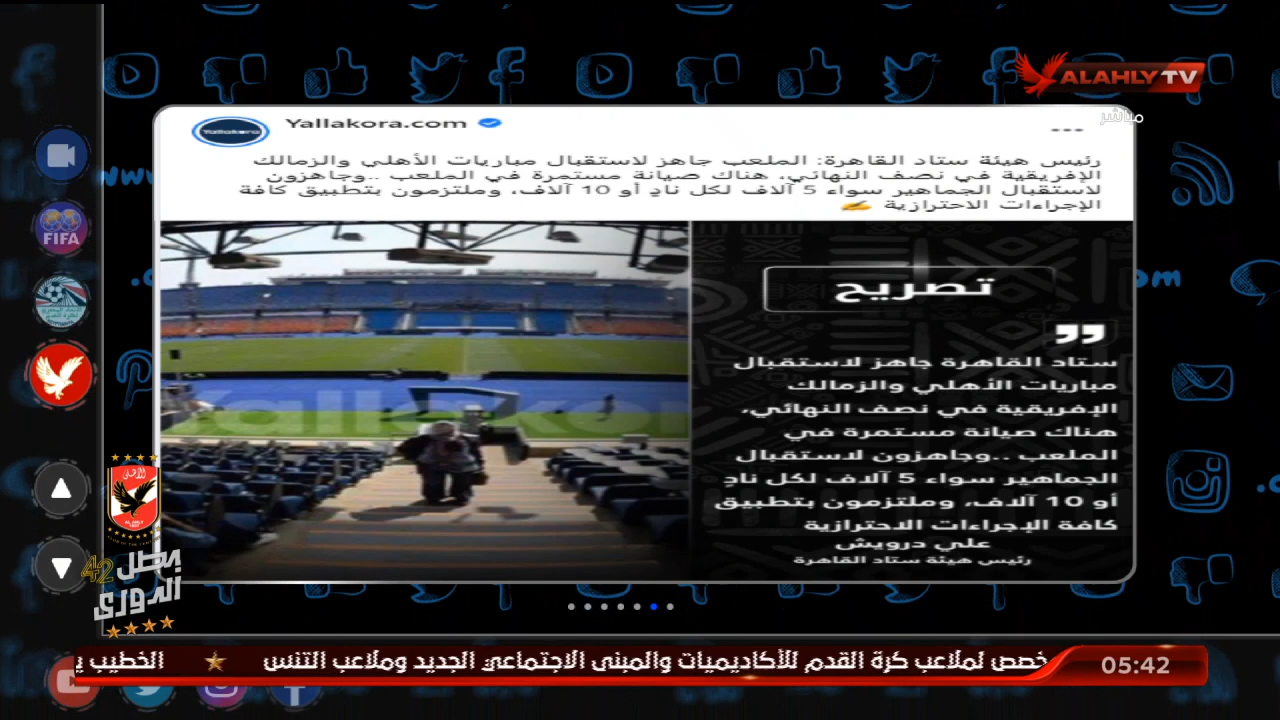 ALAHLY TV
مباشر
Yallakora
Yallakora.com
رئيس هيئة ستاد القاهرة: الملعب جاهز لاستقبال مباريات الأهلي والزمالك
الإفريقية في نصف النهائي، هناك صيانة مستمرة في الملعب ..وجاهزون
لاستقبال الجماهير سواء 5 آلاف لكل نادٍ أو 10 آلاف، وملتزمون بتطبيق كافة
الإجراءات الاحترازية ✍️
تصريح
ستاد القاهرة جاهز لاستقبال
مباريات الأهلي والزمالك
الإفريقية في نصف النهائي،
هناك صيانة مستمرة في
الملعب ..وجاهزون لاستقبال
الجماهير سواء 5 آلاف لكل نادٍ
أو 10 آلاف، وملتزمون بتطبيق
كافة الإجراءات الاحترازية
علي درويش
رئيس هيئة ستاد القاهرة
Yallakor
www.
FIFA
بطل
الدوري
42
خصص لملاعب كرة القدم للأكاديميات والمبنى الاجتماعي الجديد وملاعب التنس ★ الخطيب
05:42